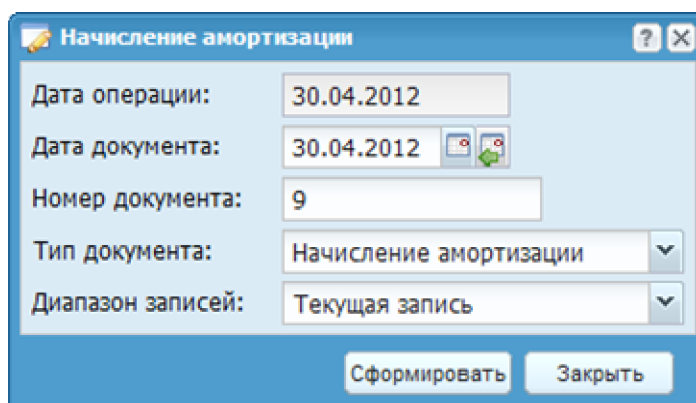 Начисление амортизации ?
Дата операции: 30.04.2012
Дата документа: 30.04.2012
Номер документа: 9
Тип документа: Начисление амортизации
Диапазон записей: Текущая запись
Сформировать Закрыть